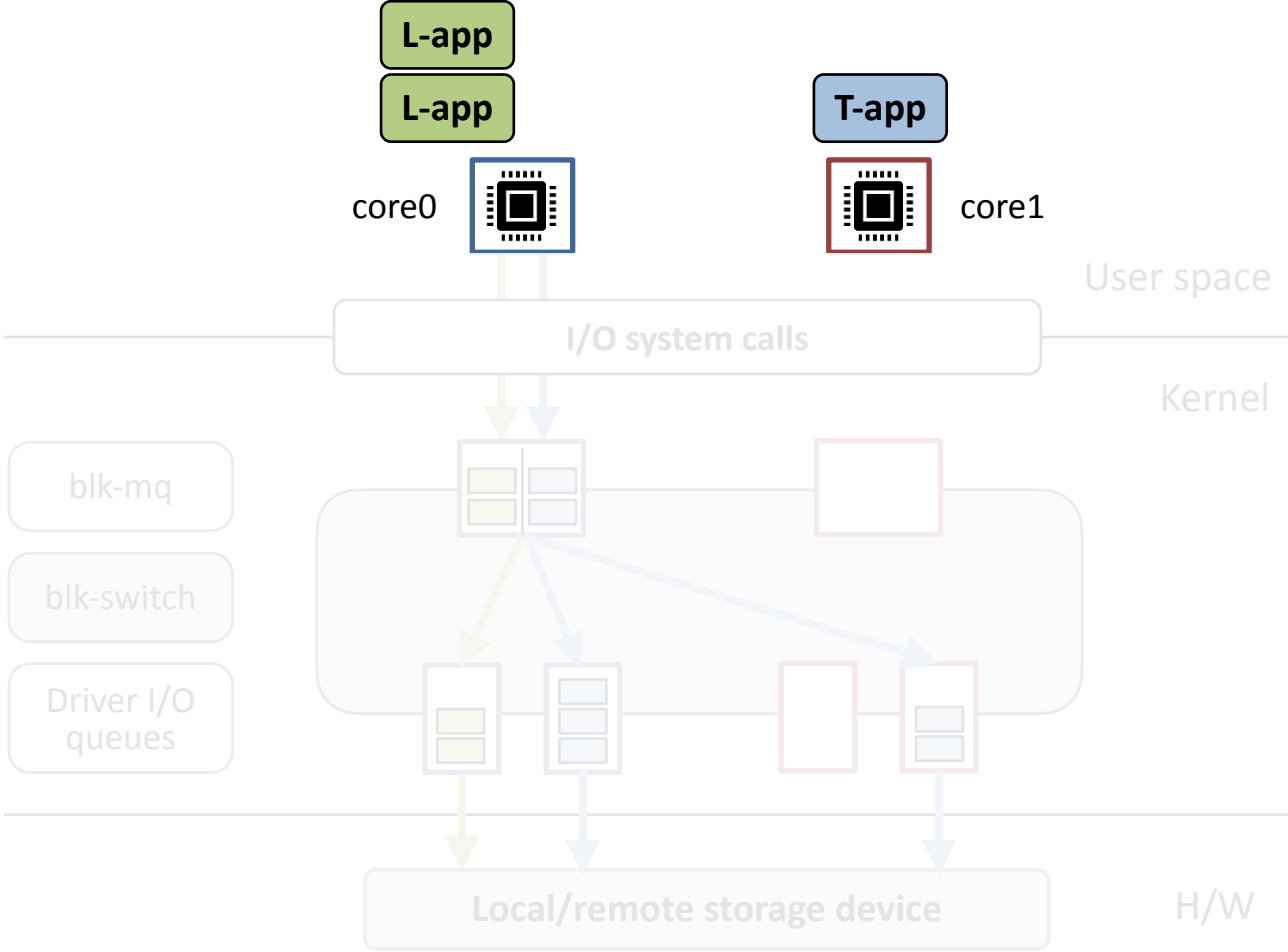 L-app
L-app
T-app
core0
core1
User space
I/O system calls
Kernel
blk-mq
blk-switch
Driver I/O
queues
Local/remote storage device
H/W